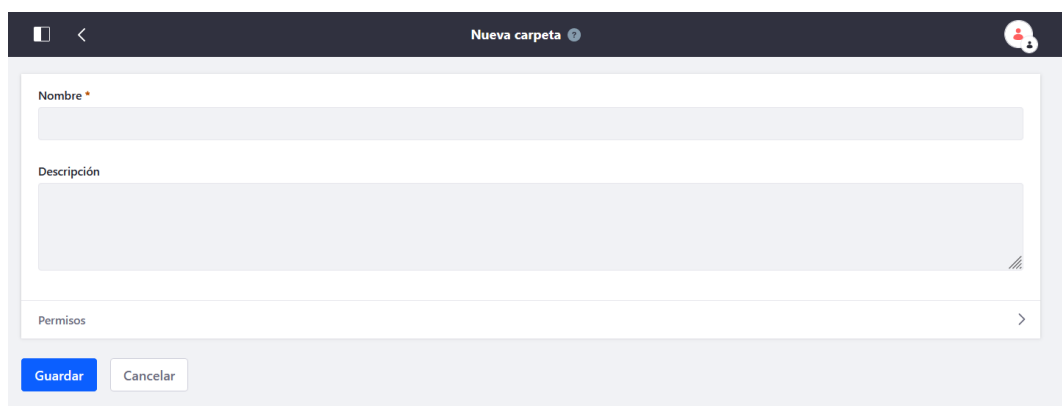 Nueva carpeta ?
Nombre *
Descripción
Permisos
Guardar Cancelar